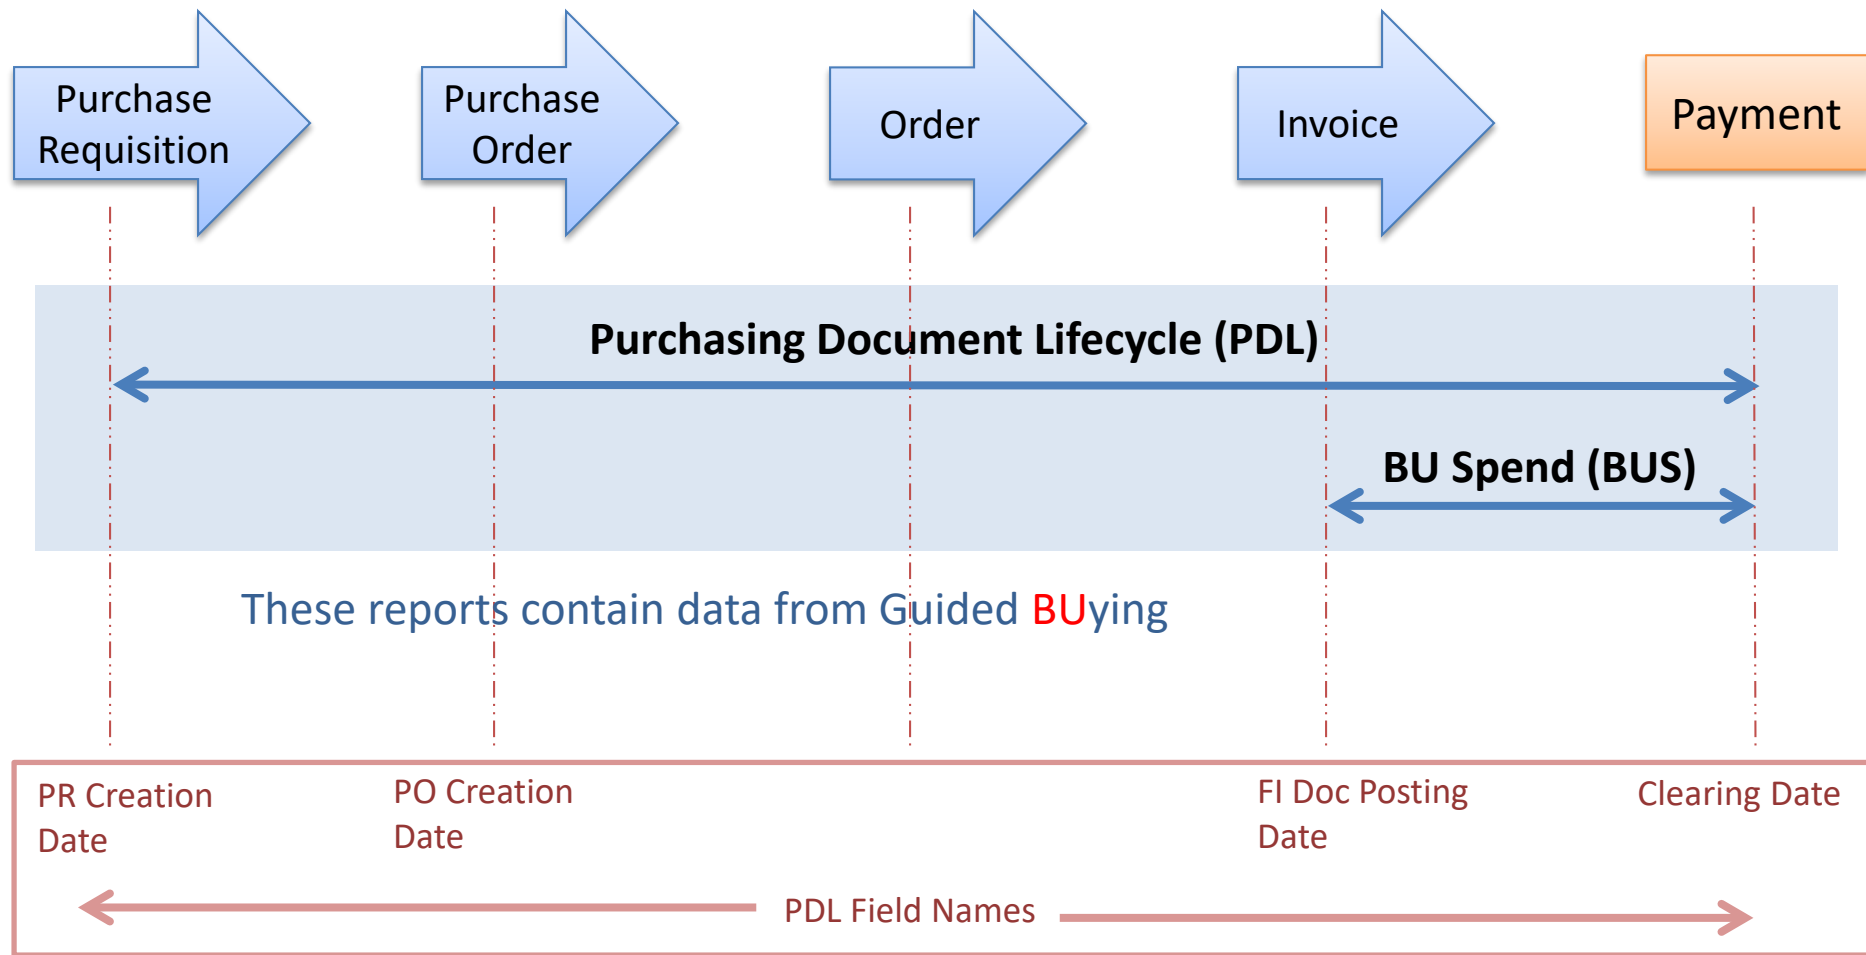 Purchase
Requisition
Purchase
Order
Order
Invoice
Payment
Purchasing Document Lifecycle (PDL)
BU Spend (BUS)
These reports contain data from Guided BUying
PR Creation
Date
PO Creation
Date
FI Doc Posting
Date
Clearing Date
PDL Field Names